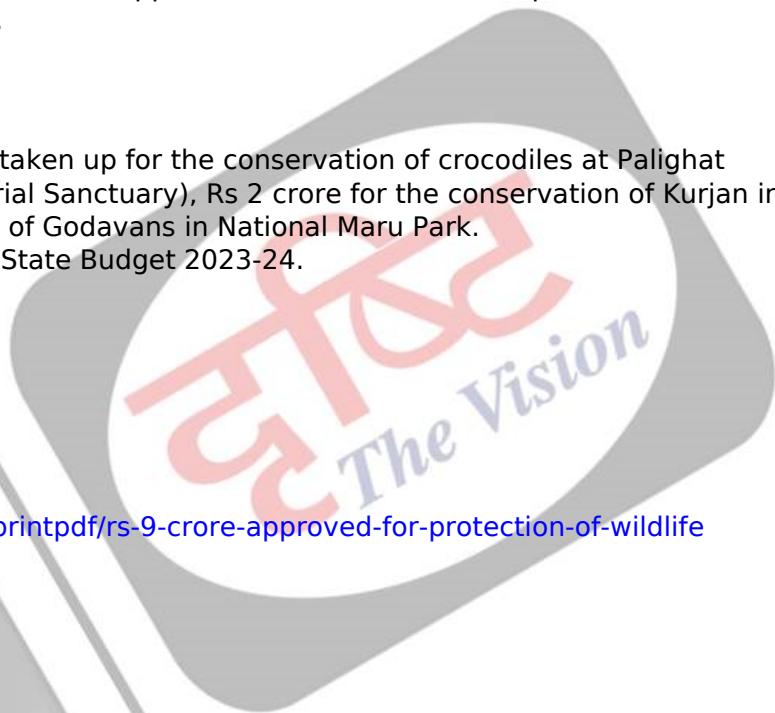 taken up for the conservation of crocodiles at Palighat
rial Sanctuary), Rs 2 crore for the conservation of Kurjan in
of Godavans in National Maru Park.
State Budget 2023-24.
दृष्टि
The Vision
printpdf/rs-9-crore-approved-for-protection-of-wildlife